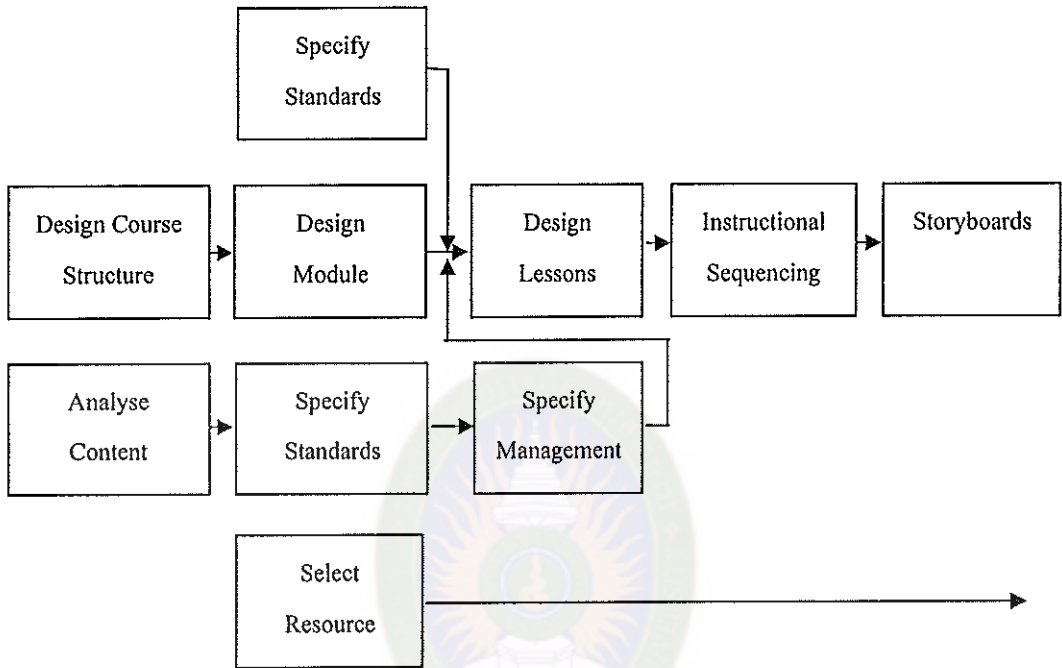 Specify
Standards
Design Course
Structure
Design
Module
Design
Lessons
Instructional
Sequencing
Storyboards
Analyse
Content
Specify
Standards
Specify
Management
Select
Resource